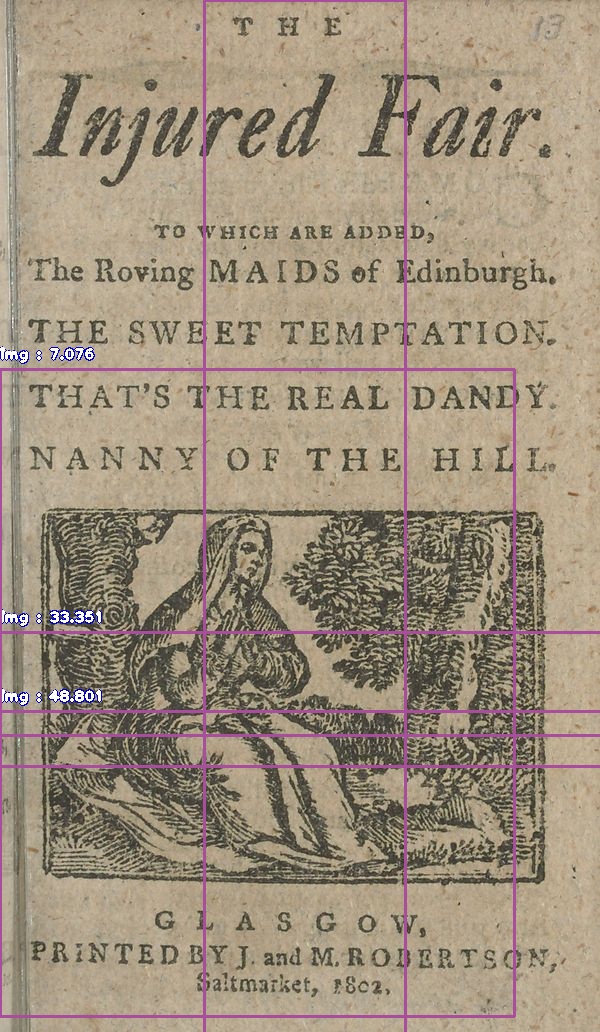 13
THE
Injured Fair.
TO WHICH ARE ADDED,
The Roving MAIDS of Edinburgh.
THE SWEET TEMPTATION.
Img : 7.076
THAT'S THE REAL DANDY.
NANNY OF THE HILL.
Img : 33.351
Img : 48.801
GLASGOW,
PRINTED BY J. and M. ROBERTSON,
Saltmarket, 1802.